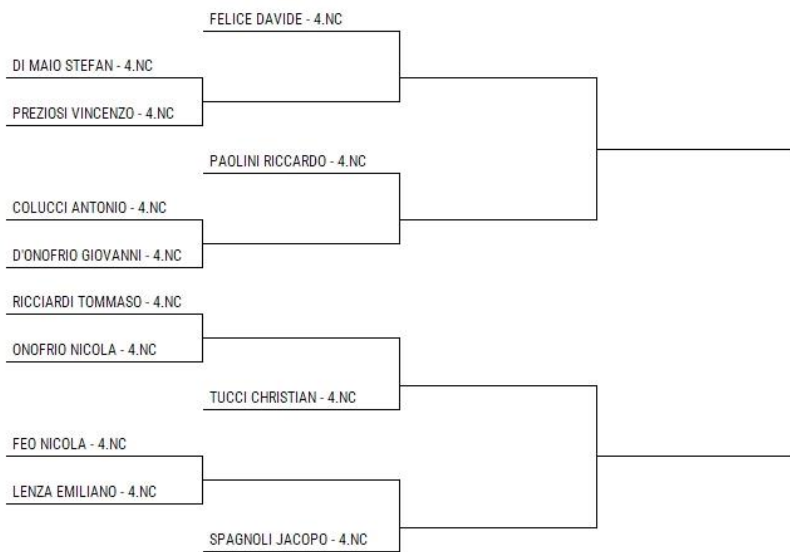 FELICE DAVIDE - 4.NC
DI MAIO STEFAN - 4.NC
PREZIOSI VINCENZO - 4.NC
PAOLINI RICCARDO - 4.NC
COLUCCI ANTONIO - 4.NC
D'ONOFRIO GIOVANNI - 4.NC
RICCIARDI TOMMASO - 4.NC
ONOFRIO NICOLA - 4.NC
TUCCI CHRISTIAN - 4.NC
FEO NICOLA - 4.NC
LENZA EMILIANO - 4.NC
SPAGNOLI JACOPO - 4.NC